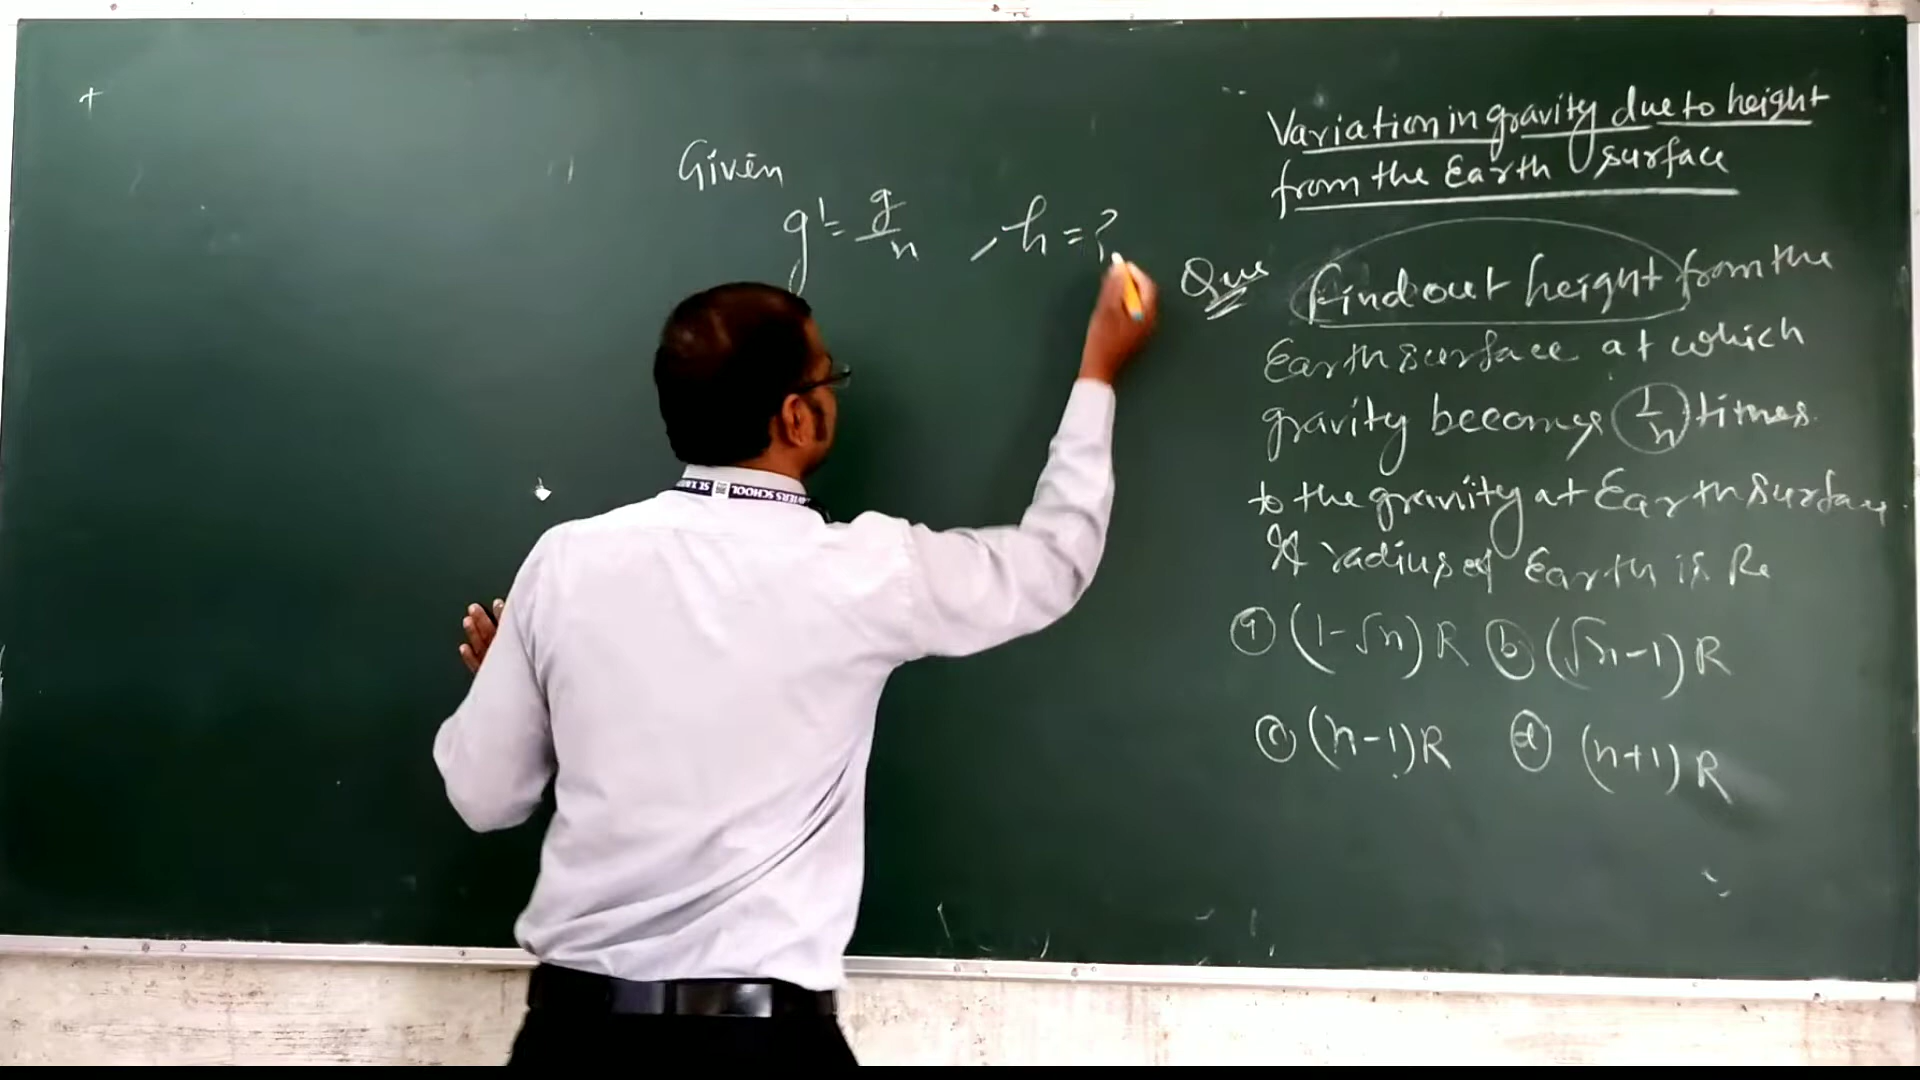 Given
g' = g/n , h = ?
Variation in gravity due to height
from the Earth surface
Que Find out height from the
Earth surface at which
gravity becomes 1/n times
to the gravity at Earth surface.
If radius of Earth is Re
(a) (1-√n) R (b) (√n-1) R
(c) (n-1) R (d) (n+1) R